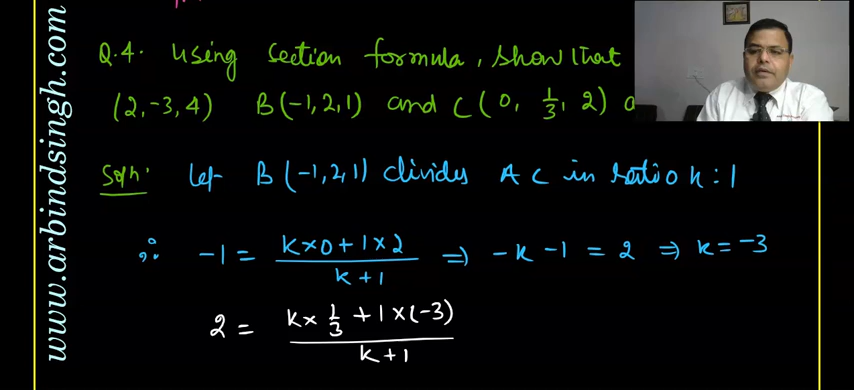 www.arbindsingh.com
Q.4. Using section formula, show that
(2,-3,4) B(-1,2,1) and C(0, 1/3, 2) a
Soln: Let B(-1,2,1) divides AC in ratio k:1
∴ -1 = (k×0+1×2)/(k+1) ⇒ -k-1 = 2 ⇒ k=-3
2 = (k×1/3+1×(-3))/(k+1)